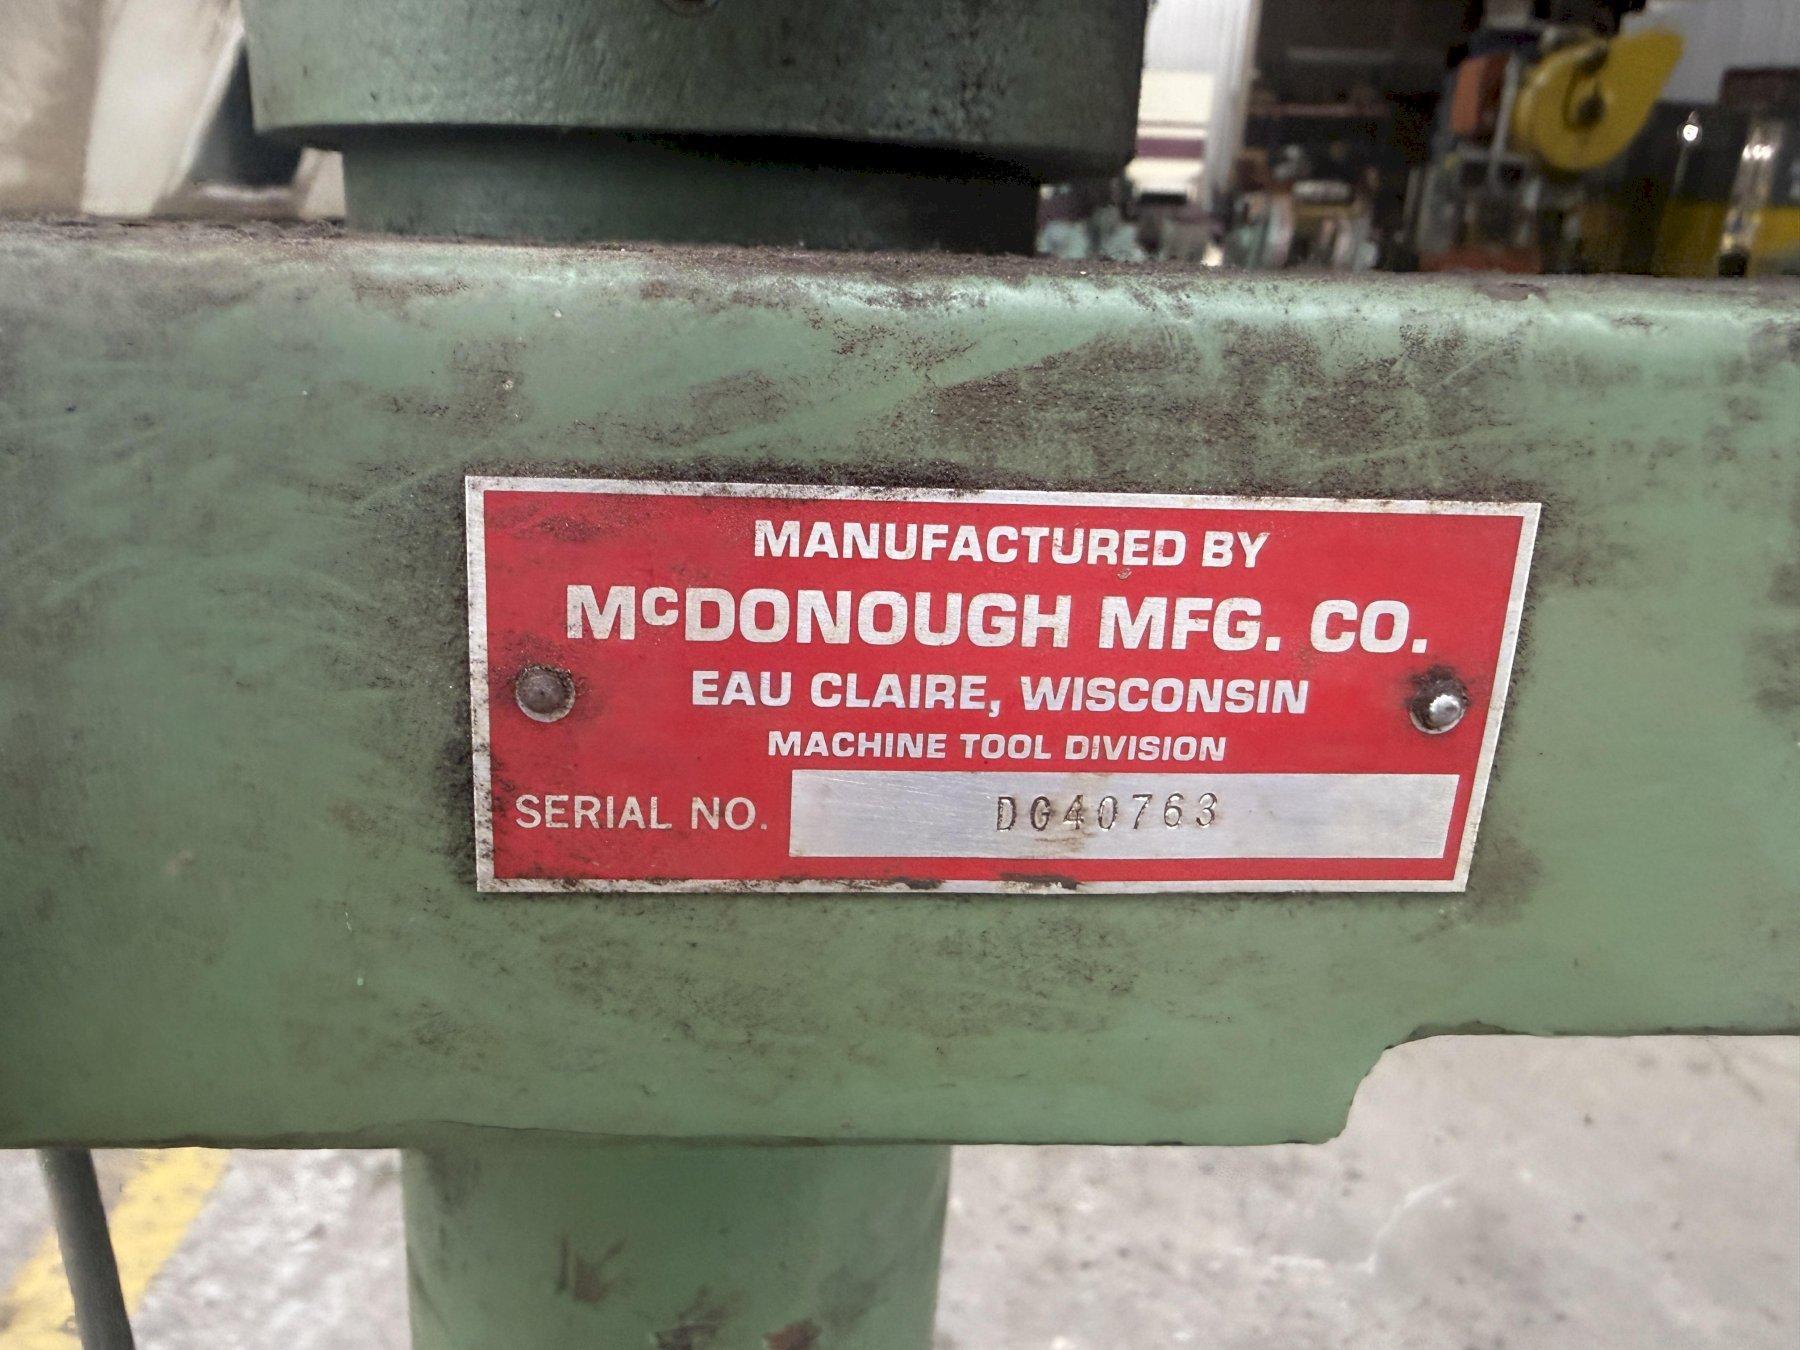 MANUFACTURED BY
McDONOUGH MFG. CO.
EAU CLAIRE, WISCONSIN
MACHINE TOOL DIVISION
SERIAL NO. DG40763